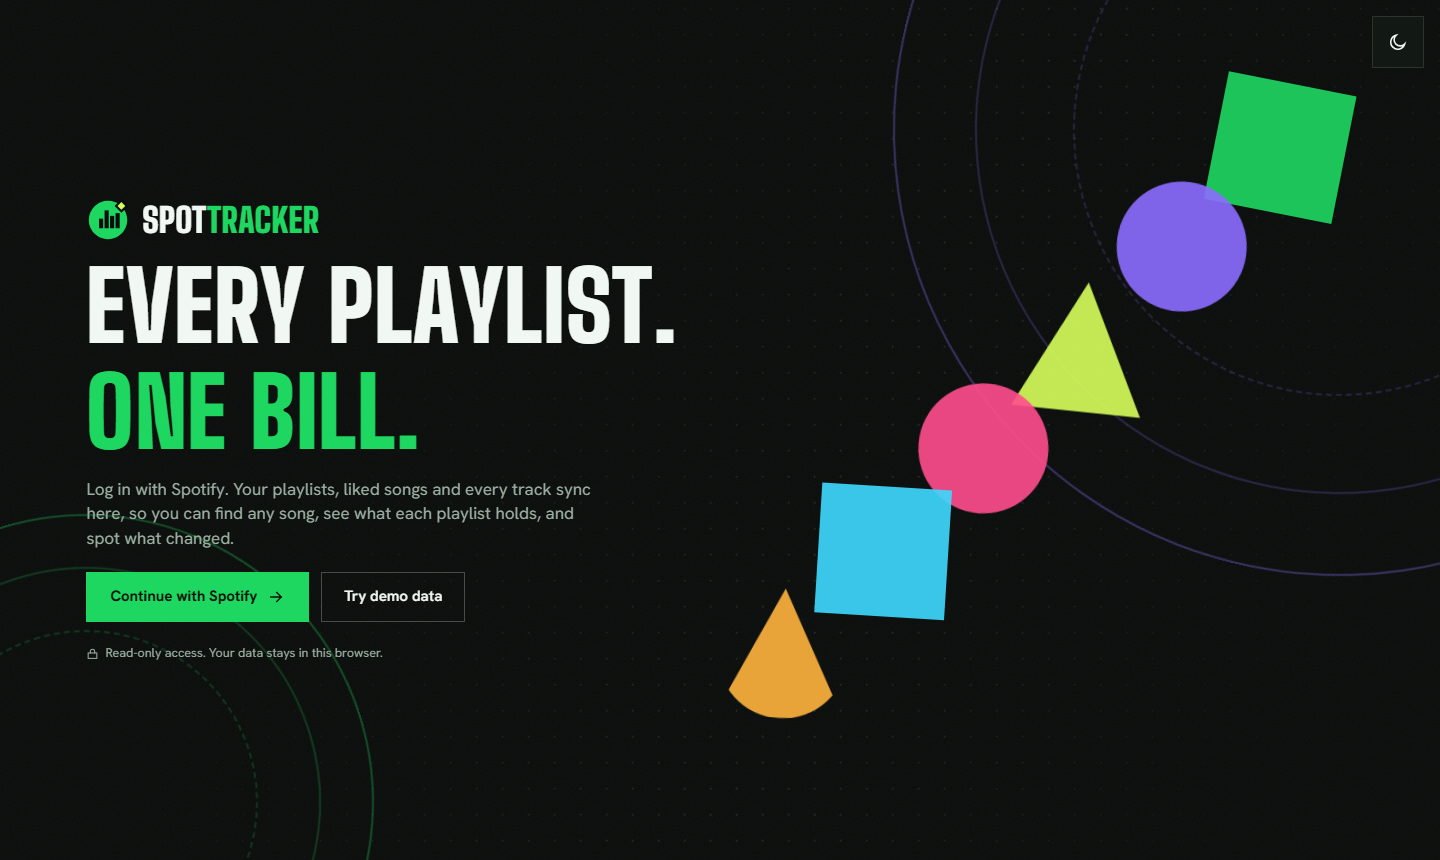 SPOTTRACKER
EVERY PLAYLIST.
ONE BILL.
Log in with Spotify. Your playlists, liked songs and every track sync
here, so you can find any song, see what each playlist holds, and
spot what changed.
Continue with Spotify
Try demo data
Read-only access. Your data stays in this browser.